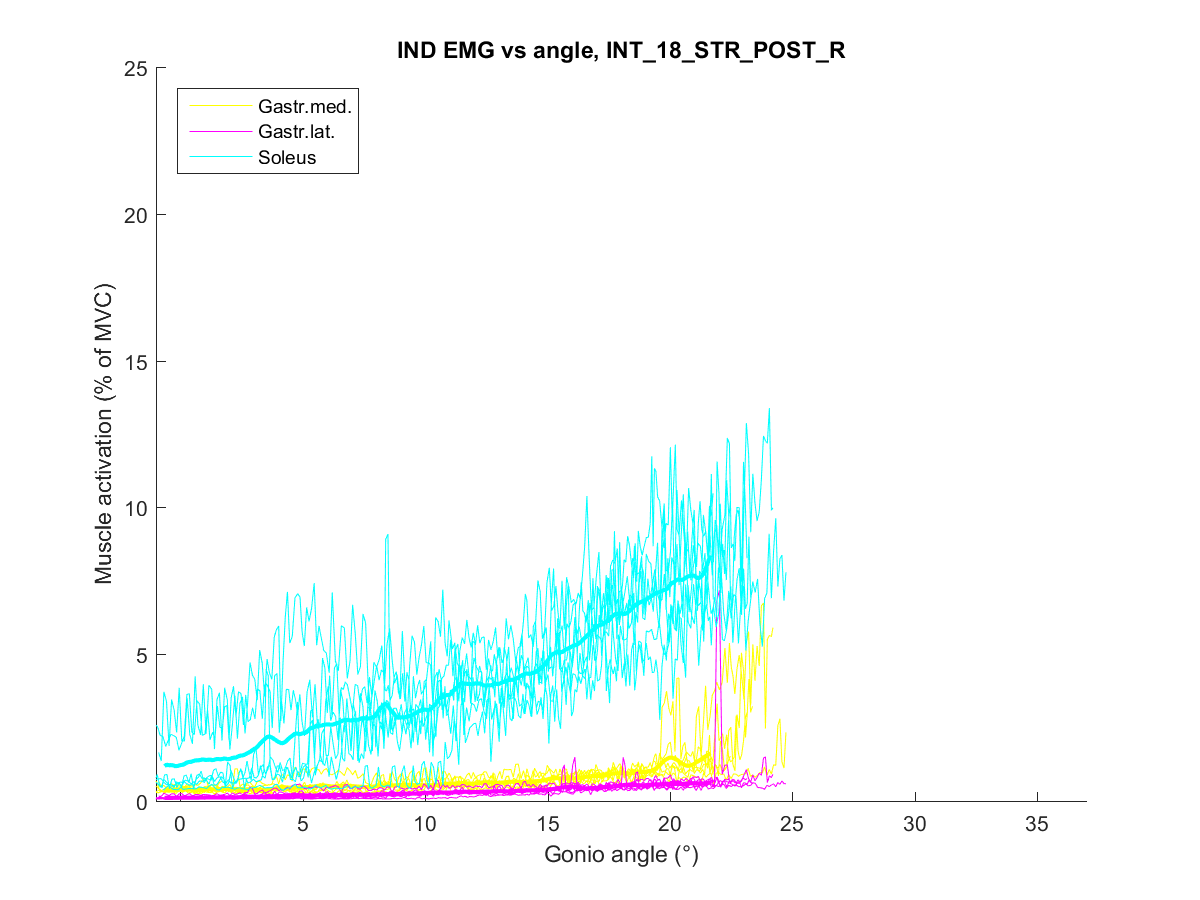 IND EMG vs angle, INT_18_STR_POST_R
25
20
15
10
5
0
Muscle activation (% of MVC)
Gastr.med.
Gastr.lat.
Soleus
0 5 10 15 20 25 30 35
Gonio angle (°)